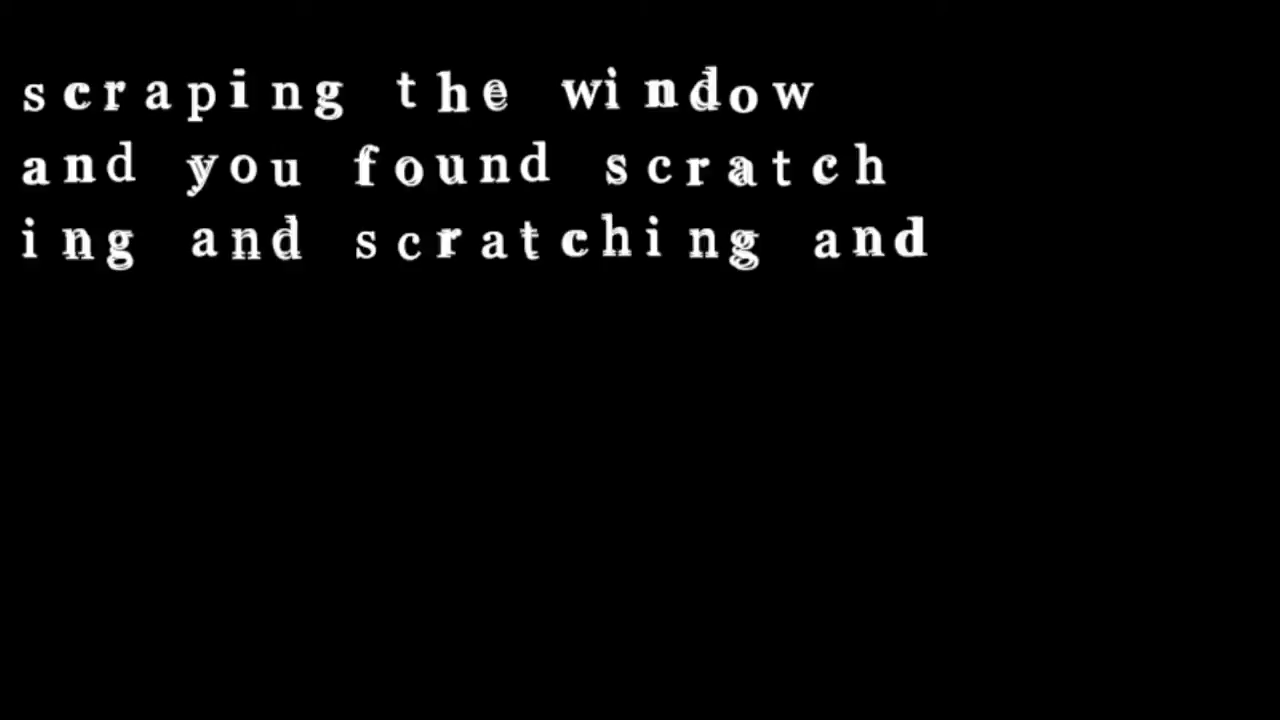 scraping the window
and you found scratch
ing and scratching and